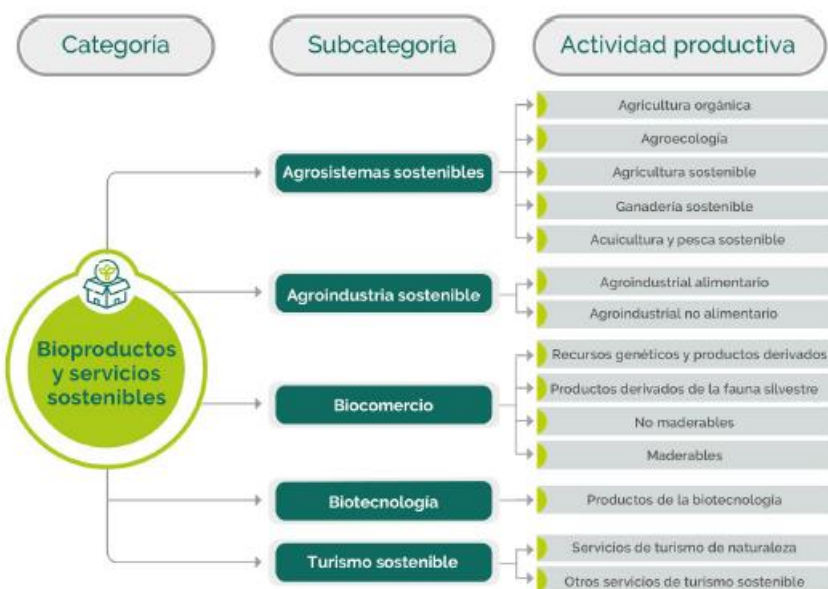 Categoría
Subcategoría
Actividad productiva
Bioproductos
y servicios
sostenibles
Agrosistemas sostenibles
Agricultura orgánica
Agroecología
Agricultura sostenible
Ganadería sostenible
Acuicultura y pesca sostenible
Agroindustria sostenible
Agroindustrial alimentario
Agroindustrial no alimentario
Biocomercio
Recursos genéticos y productos derivados
Productos derivados de la fauna silvestre
No maderables
Maderables
Biotecnología
Productos de la biotecnología
Turismo sostenible
Servicios de turismo de naturaleza
Otros servicios de turismo sostenible